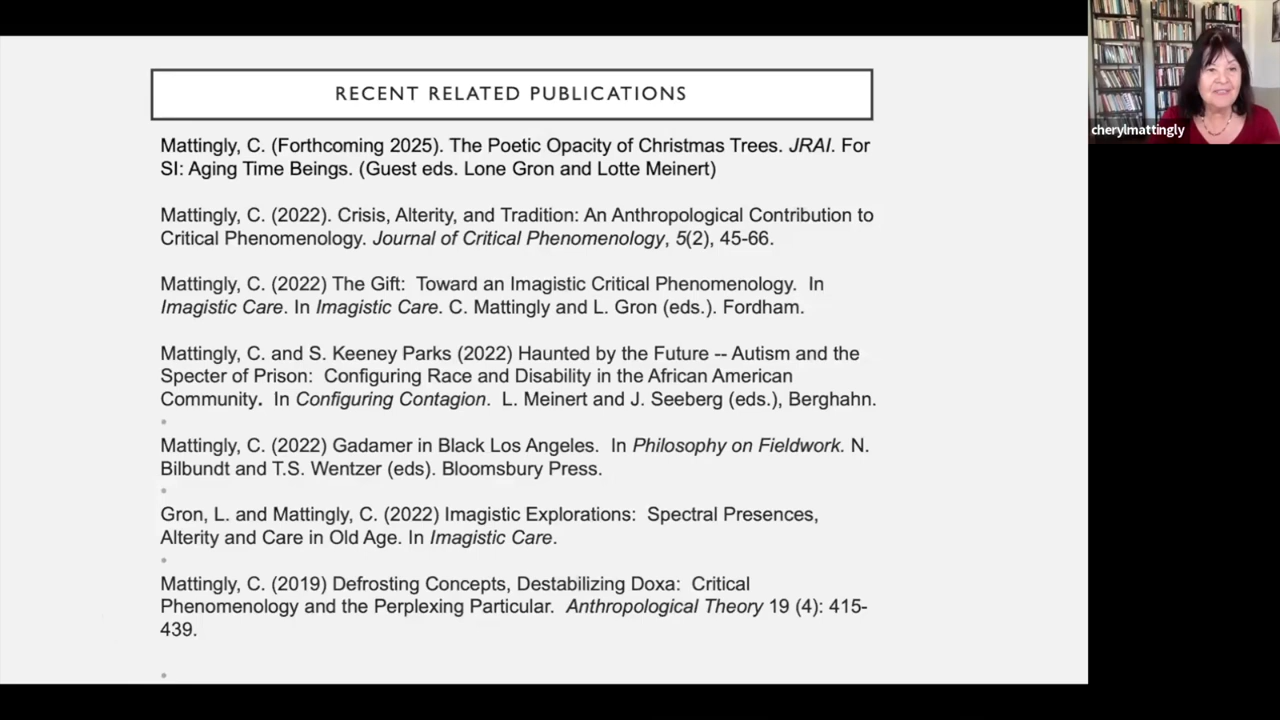 RECENT RELATED PUBLICATIONS
cherylmattingly
Mattingly, C. (Forthcoming 2025). The Poetic Opacity of Christmas Trees. JRAI. For
SI: Aging Time Beings. (Guest eds. Lone Gron and Lotte Meinert)
Mattingly, C. (2022). Crisis, Alterity, and Tradition: An Anthropological Contribution to
Critical Phenomenology. Journal of Critical Phenomenology, 5(2), 45-66.
Mattingly, C. (2022) The Gift: Toward an Imagistic Critical Phenomenology. In
Imagistic Care. In Imagistic Care. C. Mattingly and L. Gron (eds.). Fordham.
Mattingly, C. and S. Keeney Parks (2022) Haunted by the Future -- Autism and the
Specter of Prison: Configuring Race and Disability in the African American
Community. In Configuring Contagion. L. Meinert and J. Seeberg (eds.), Berghahn.
Mattingly, C. (2022) Gadamer in Black Los Angeles. In Philosophy on Fieldwork. N.
Bilbundt and T.S. Wentzer (eds). Bloomsbury Press.
Gron, L. and Mattingly, C. (2022) Imagistic Explorations: Spectral Presences,
Alterity and Care in Old Age. In Imagistic Care.
Mattingly, C. (2019) Defrosting Concepts, Destabilizing Doxa: Critical
Phenomenology and the Perplexing Particular. Anthropological Theory 19 (4): 415-
439.